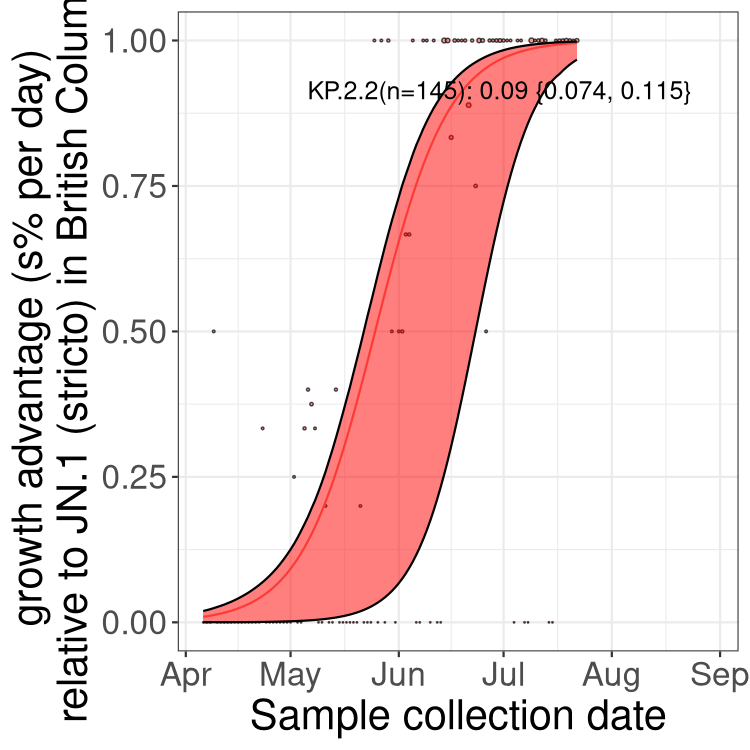 growth advantage (s% per day)
relative to JN.1 (stricto) in British Colum
1.00
0.75
0.50
0.25
0.00
KP.2.2(n=145): 0.09 {0.074, 0.115}
Apr May Jun Jul Aug Sep
Sample collection date